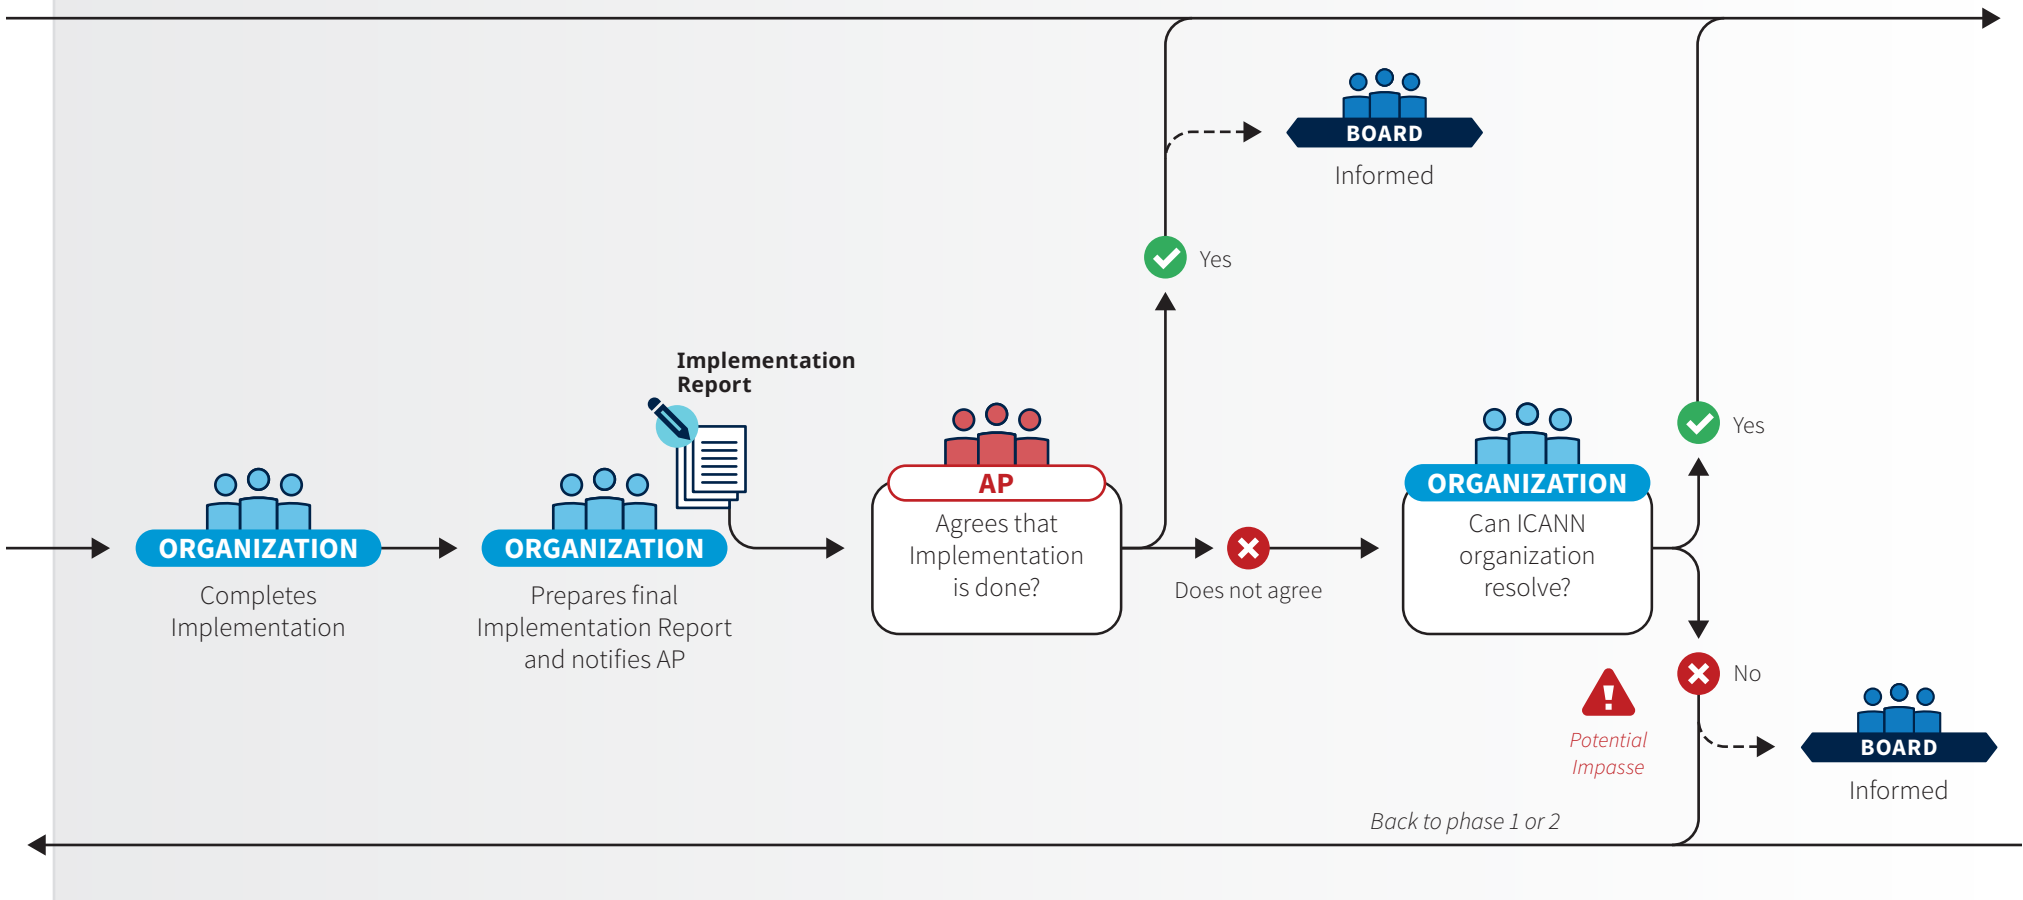 BOARD
Informed
Yes
Implementation
Report
ORGANIZATION
Completes
Implementation
ORGANIZATION
Prepares final
Implementation Report
and notifies AP
AP
Agrees that
Implementation
is done?
Does not agree
ORGANIZATION
Can ICANN
organization
resolve?
Yes
No
Potential
Impasse
BOARD
Informed
Back to phase 1 or 2